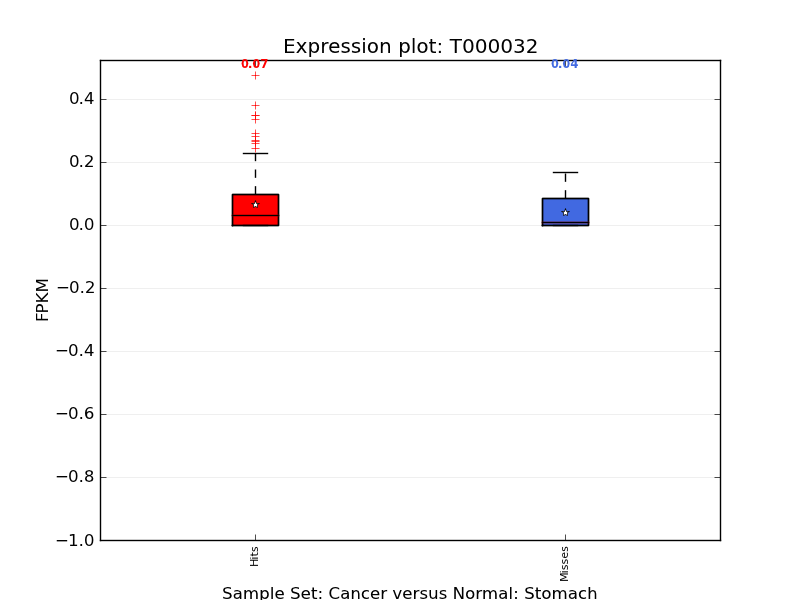 Expression plot: T000032
0.07
0.04
0.4
0.2
0.0
−0.2
−0.4
−0.6
−0.8
−1.0
FPKM
Hits
Misses
Sample Set: Cancer versus Normal: Stomach